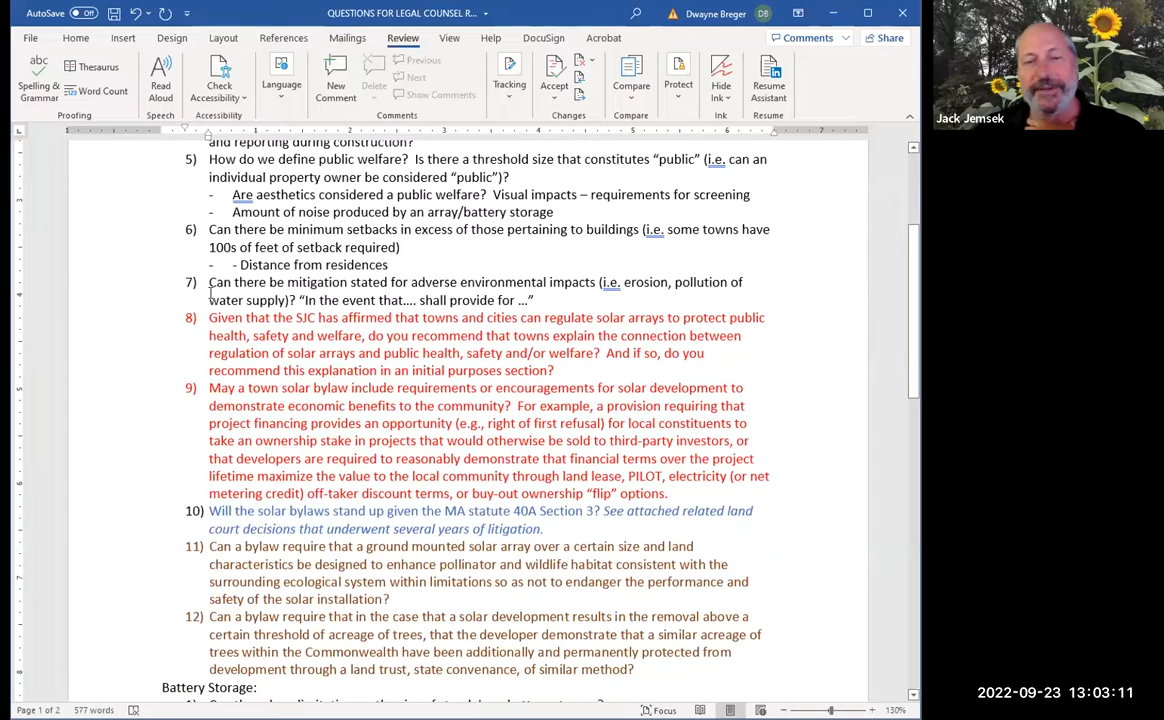 AutoSave Off QUESTIONS FOR LEGAL COUNSEL R... Dwayne Breger DB
File Home Insert Design Layout References Mailings Review View Help DocuSign Acrobat Comments Share
abc Thesaurus Previous
Next
Spelling & Grammar Word Count Read Aloud Check Accessibility Language New Comment Delete Show Comments Tracking Accept Compare Protect Hide Ink Resume Assistant
Proofing Speech Accessibility Comments Changes Compare Ink Resume
Jack Jemsek
1 1 2 3 4 5 6 7
and reporting during construction?
5) How do we define public welfare? Is there a threshold size that constitutes “public” (i.e. can an
individual property owner be considered “public”)?
- Are aesthetics considered a public welfare? Visual impacts – requirements for screening
- Amount of noise produced by an array/battery storage
6) Can there be minimum setbacks in excess of those pertaining to buildings (i.e. some towns have
100s of feet of setback required)
- - Distance from residences
7) Can there be mitigation stated for adverse environmental impacts (i.e. erosion, pollution of
water supply)? “In the event that.... shall provide for ...”
8) Given that the SJC has affirmed that towns and cities can regulate solar arrays to protect public
health, safety and welfare, do you recommend that towns explain the connection between
regulation of solar arrays and public health, safety and/or welfare? And if so, do you
recommend this explanation in an initial purposes section?
9) May a town solar bylaw include requirements or encouragements for solar development to
demonstrate economic benefits to the community? For example, a provision requiring that
project financing provides an opportunity (e.g., right of first refusal) for local constituents to
take an ownership stake in projects that would otherwise be sold to third-party investors, or
that developers are required to reasonably demonstrate that financial terms over the project
lifetime maximize the value to the local community through land lease, PILOT, electricity (or net
metering credit) off-taker discount terms, or buy-out ownership “flip” options.
10) Will the solar bylaws stand up given the MA statute 40A Section 3? See attached related land
court decisions that underwent several years of litigation.
11) Can a bylaw require that a ground mounted solar array over a certain size and land
characteristics be designed to enhance pollinator and wildlife habitat consistent with the
surrounding ecological system within limitations so as not to endanger the performance and
safety of the solar installation?
12) Can a bylaw require that in the case that a solar development results in the removal above a
certain threshold of acreage of trees, that the developer demonstrate that a similar acreage of
trees within the Commonwealth have been additionally and permanently protected from
development through a land trust, state convenance, of similar method?
Battery Storage:
2022-09-23 13:03:11
Page 1 of 2 577 words Focus 130%